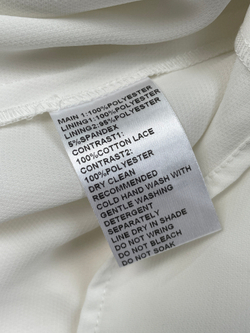 MAIN 1:100%POLYESTER
LINING1:100%POLYESTER
LINING2:95%POLYESTER
5%SPANDEX
CONTRAST1:
100%COTTON LACE
CONTRAST2:
100%POLYESTER
DRY CLEAN
RECOMMENDED
COLD HAND WASH WITH
GENTLE WASHING
DETERGENT
SEPARATELY
LINE DRY IN SHADE
DO NOT WRING
DO NOT BLEACH
DO NOT SOAK